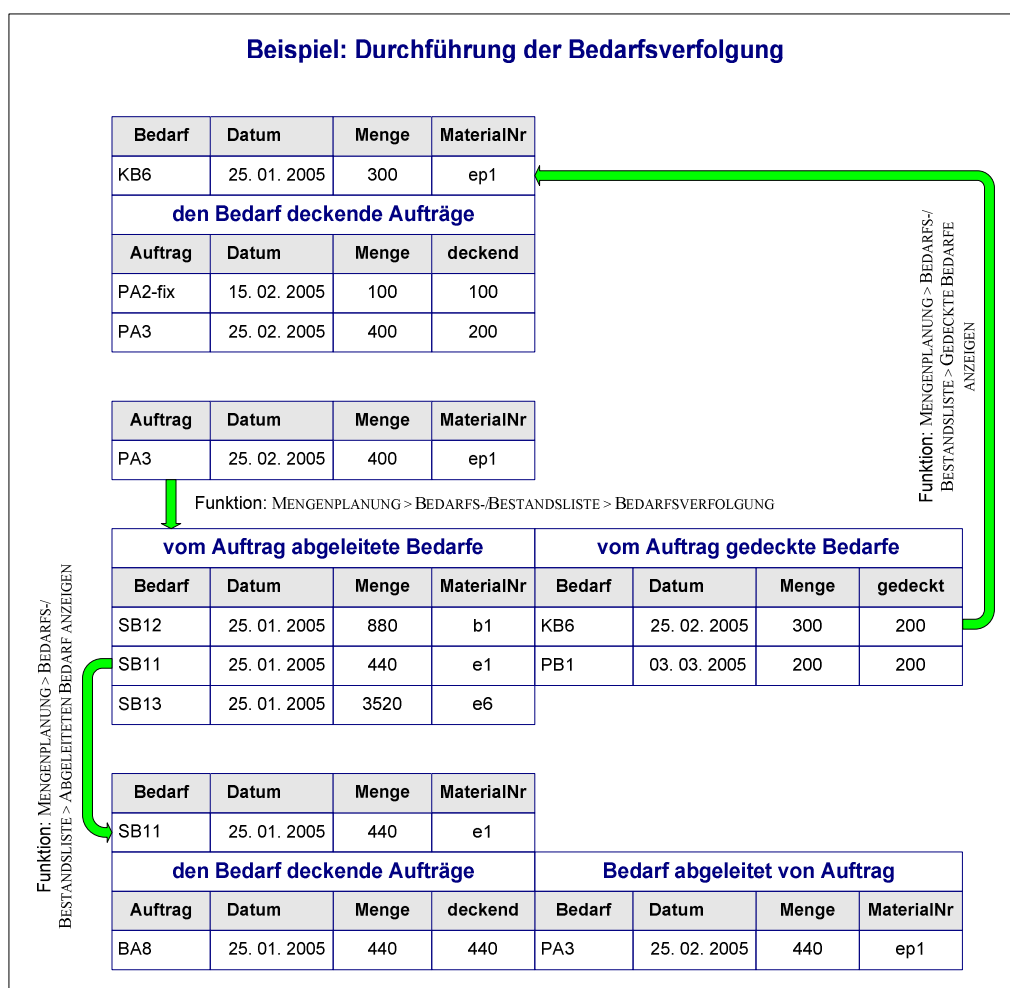 Beispiel: Durchführung der Bedarfsverfolgung
Bedarf Datum Menge MaterialNr
KB6 25. 01. 2005 300 ep1
den Bedarf deckende Aufträge
Auftrag Datum Menge deckend
PA2-fix 15. 02. 2005 100 100
PA3 25. 02. 2005 400 200
Funktion: MENGENPLANUNG > BEDARFS-/
BESTANDSLISTE > GEDECKTE BEDARFE
ANZEIGEN
Auftrag Datum Menge MaterialNr
PA3 25. 02. 2005 400 ep1
Funktion: MENGENPLANUNG > BEDARFS-/BESTANDSLISTE > BEDARFSVERFOLGUNG
vom Auftrag abgeleitete Bedarfe vom Auftrag gedeckte Bedarfe
Bedarf Datum Menge MaterialNr Bedarf Datum Menge gedeckt
SB12 25. 01. 2005 880 b1 KB6 25. 02. 2005 300 200
SB11 25. 01. 2005 440 e1 PB1 03. 03. 2005 200 200
SB13 25. 01. 2005 3520 e6
Funktion: MENGENPLANUNG > BEDARFS-/
BESTANDSLISTE > ABGELEITETEN BEDARF ANZEIGEN
Bedarf Datum Menge MaterialNr
SB11 25. 01. 2005 440 e1
den Bedarf deckende Aufträge Bedarf abgeleitet von Auftrag
Auftrag Datum Menge deckend Bedarf Datum Menge MaterialNr
BA8 25. 01. 2005 440 440 PA3 25. 02. 2005 440 ep1